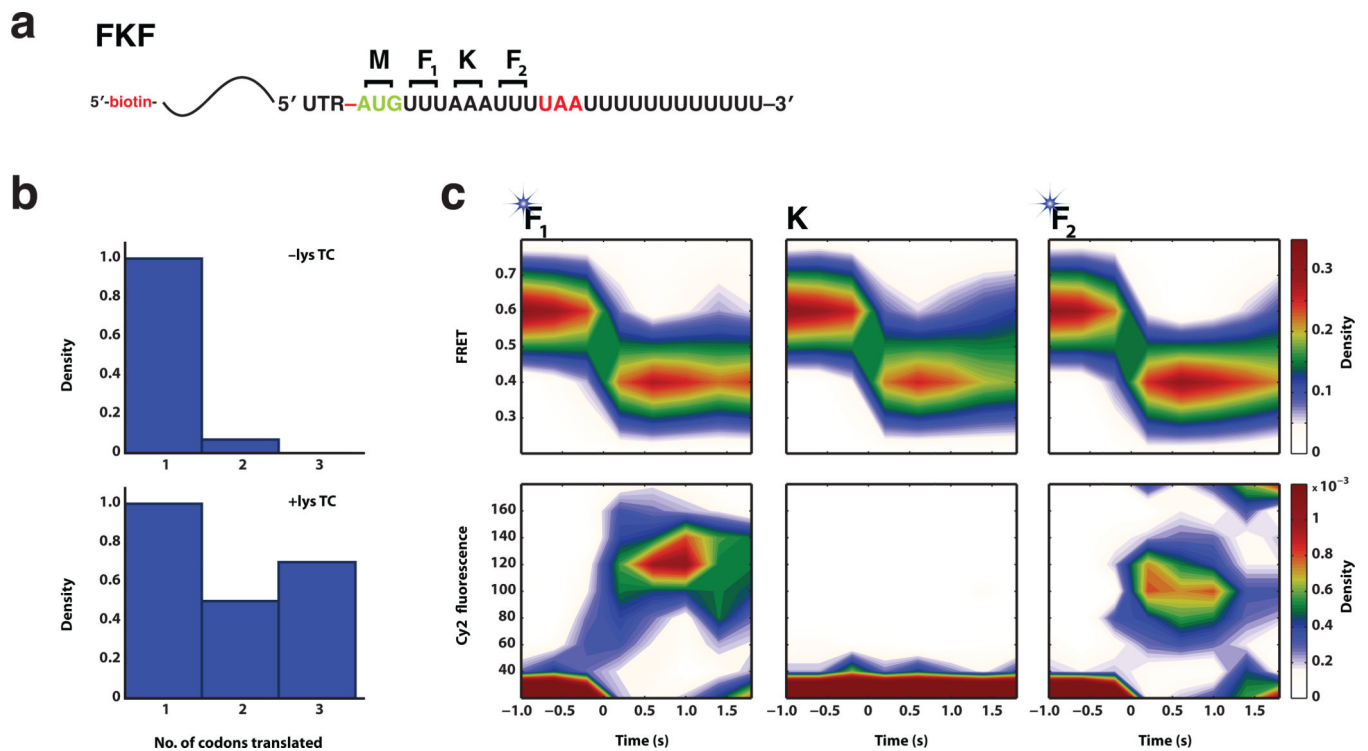 a
FKF
M F1 K F2
5′-biotin- 5′ UTR–AUGUUUAAAUUUUAAUUUUUUUUUUUU–3′
b
–lys TC
Density
1.0
0.8
0.6
0.4
0.2
0
1 2 3
+lys TC
Density
1.0
0.8
0.6
0.4
0.2
0
1 2 3
No. of codons translated
c
F1 K F2
FRET
0.7
0.6
0.5
0.4
0.3
0.3
0.2
0.1
0
Density
Cy2 fluorescence
160
140
120
100
80
60
40
× 10−3
1
0.8
0.6
0.4
0.2
0
Density
−1.0 −0.5 0 0.5 1.0 1.5
−1.0 −0.5 0 0.5 1.0 1.5
−1.0 −0.5 0 0.5 1.0 1.5
Time (s) Time (s) Time (s)